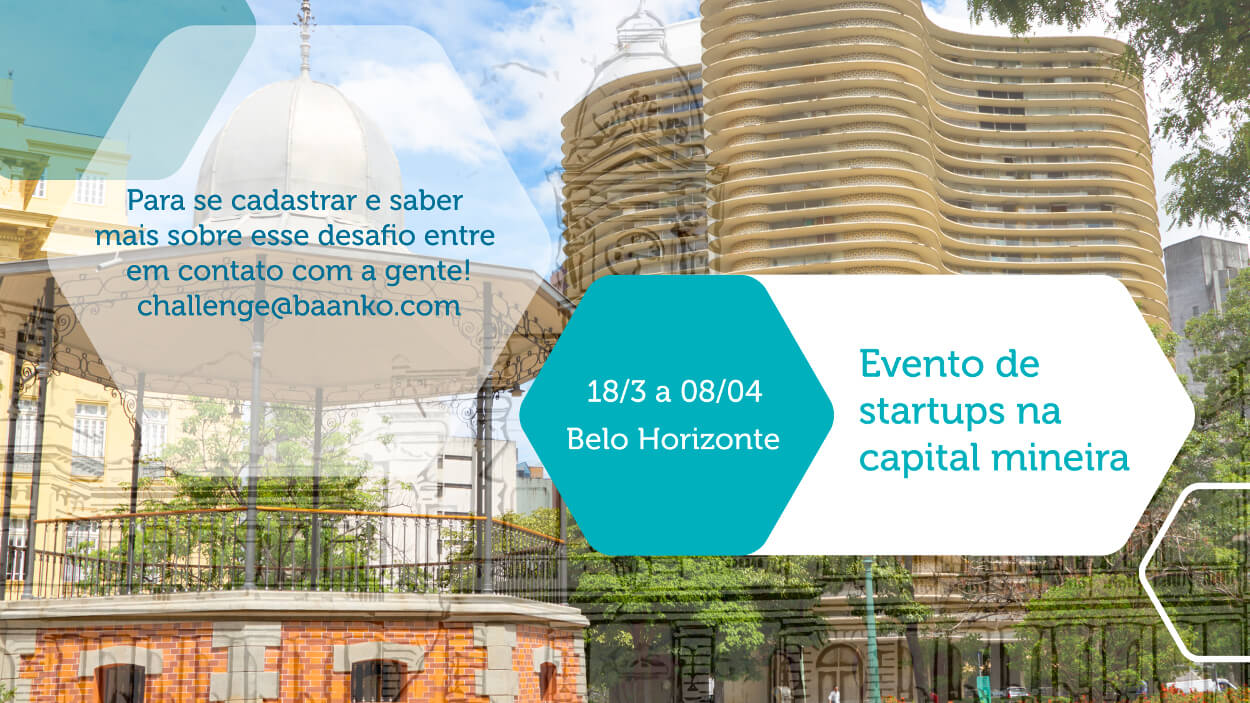 Para se cadastrar e saber
mais sobre esse desafio entre
em contato com a gente!
challenge@baanko.com
18/3 a 08/04
Belo Horizonte
Evento de
startups na
capital mineira